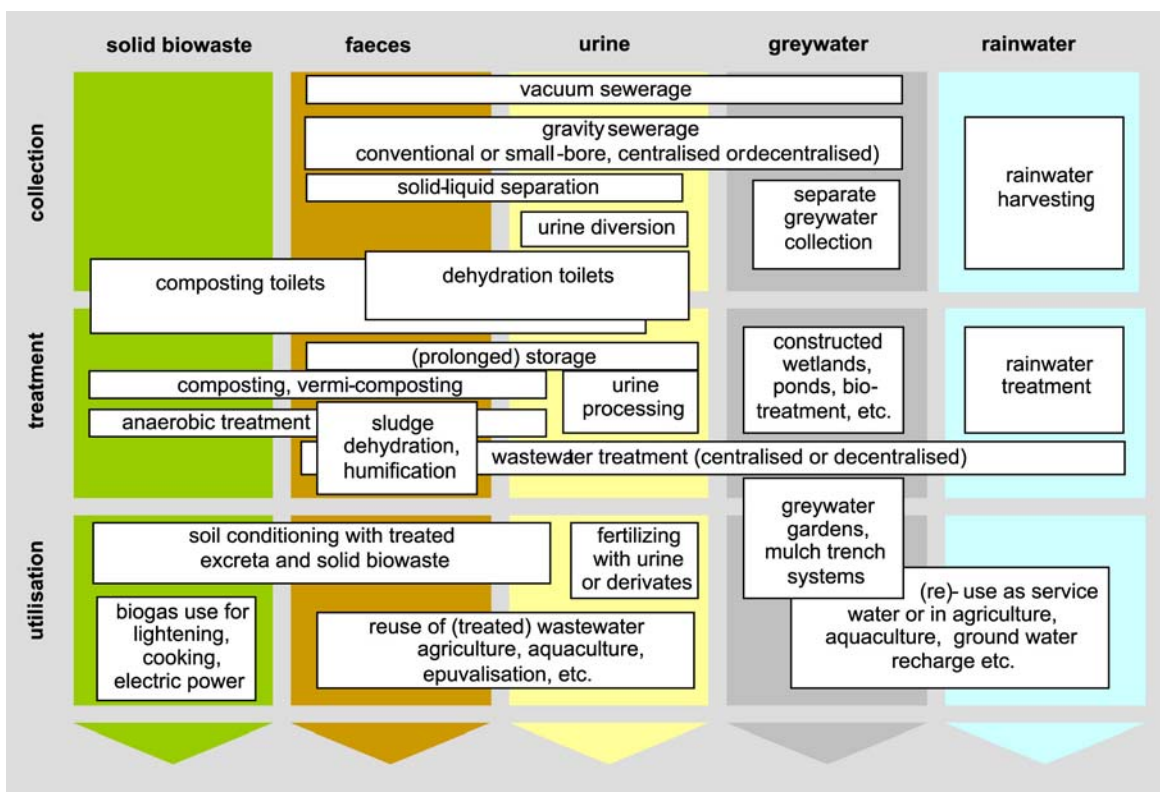 solid biowaste
faeces
urine
greywater
rainwater
collection
vacuum sewerage
gravity sewerage
conventional or small-bore, centralised ordecentralised)
solid-liquid separation
urine diversion
separate
greywater
collection
rainwater
harvesting
composting toilets
dehydration toilets
treatment
(prolonged) storage
composting, vermi-composting
urine
processing
anaerobic treatment
sludge
dehydration,
humification
constructed
wetlands,
ponds, bio-
treatment, etc.
rainwater
treatment
wastewater treatment (centralised or decentralised)
utilisation
soil conditioning with treated
excreta and solid biowaste
fertilizing
with urine
or derivates
greywater
gardens,
mulch trench
systems
biogas use for
lightening,
cooking,
electric power
reuse of (treated) wastewater
agriculture, aquaculture,
epuvalisation, etc.
(re)- use as service
water or in agriculture,
aquaculture, ground water
recharge etc.